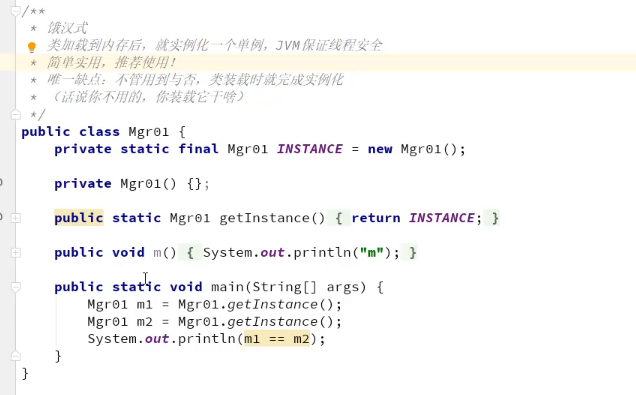 /**
 * 饿汉式
 * 类加载到内存后，就实例化一个单例，JVM保证线程安全
 * 简单实用，推荐使用！
 * 唯一缺点：不管用到与否，类装载时就完成实例化
 * （话说你不用的，你装载它干啥）
 */
public class Mgr01 {
    private static final Mgr01 INSTANCE = new Mgr01();
    private Mgr01() {};
    public static Mgr01 getInstance() { return INSTANCE; }
    public void m() { System.out.println("m"); }
    public static void main(String[] args) {
        Mgr01 m1 = Mgr01.getInstance();
        Mgr01 m2 = Mgr01.getInstance();
        System.out.println(m1 == m2);
    }
}